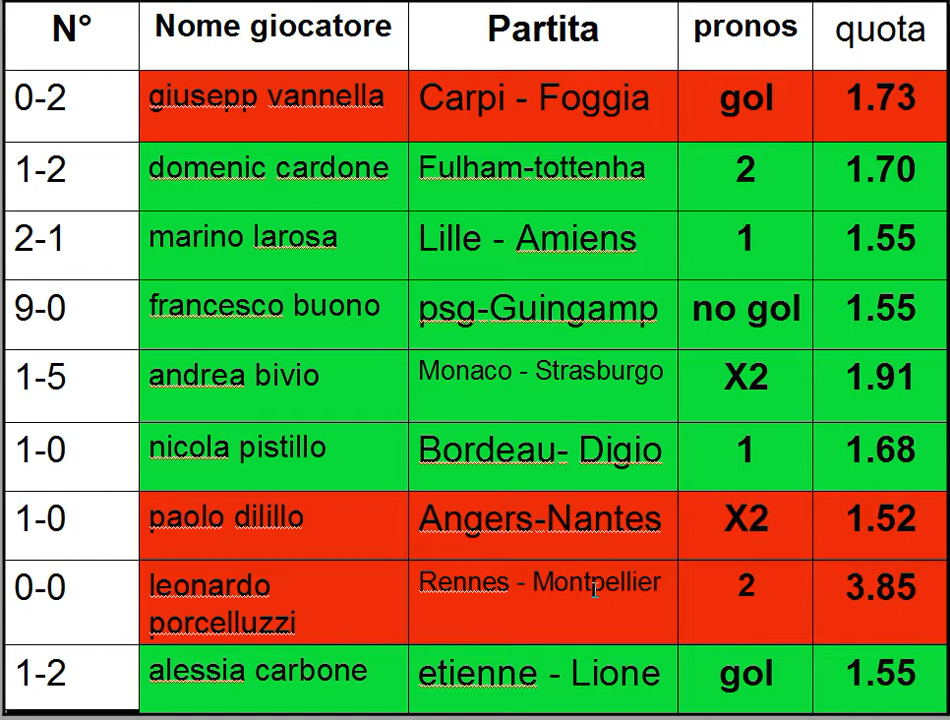 N° Nome giocatore Partita pronos quota
0-2 giusepp vannella Carpi - Foggia gol 1.73
1-2 domenic cardone Fulham-tottenha 2 1.70
2-1 marino larosa Lille - Amiens 1 1.55
9-0 francesco buono psg-Guingamp no gol 1.55
1-5 andrea bivio Monaco - Strasburgo X2 1.91
1-0 nicola pistillo Bordeau- Digio 1 1.68
1-0 paolo dilillo Angers-Nantes X2 1.52
0-0 leonardo Rennes - Montpellier 2 3.85
porcelluzzi
1-2 alessia carbone etienne - Lione gol 1.55